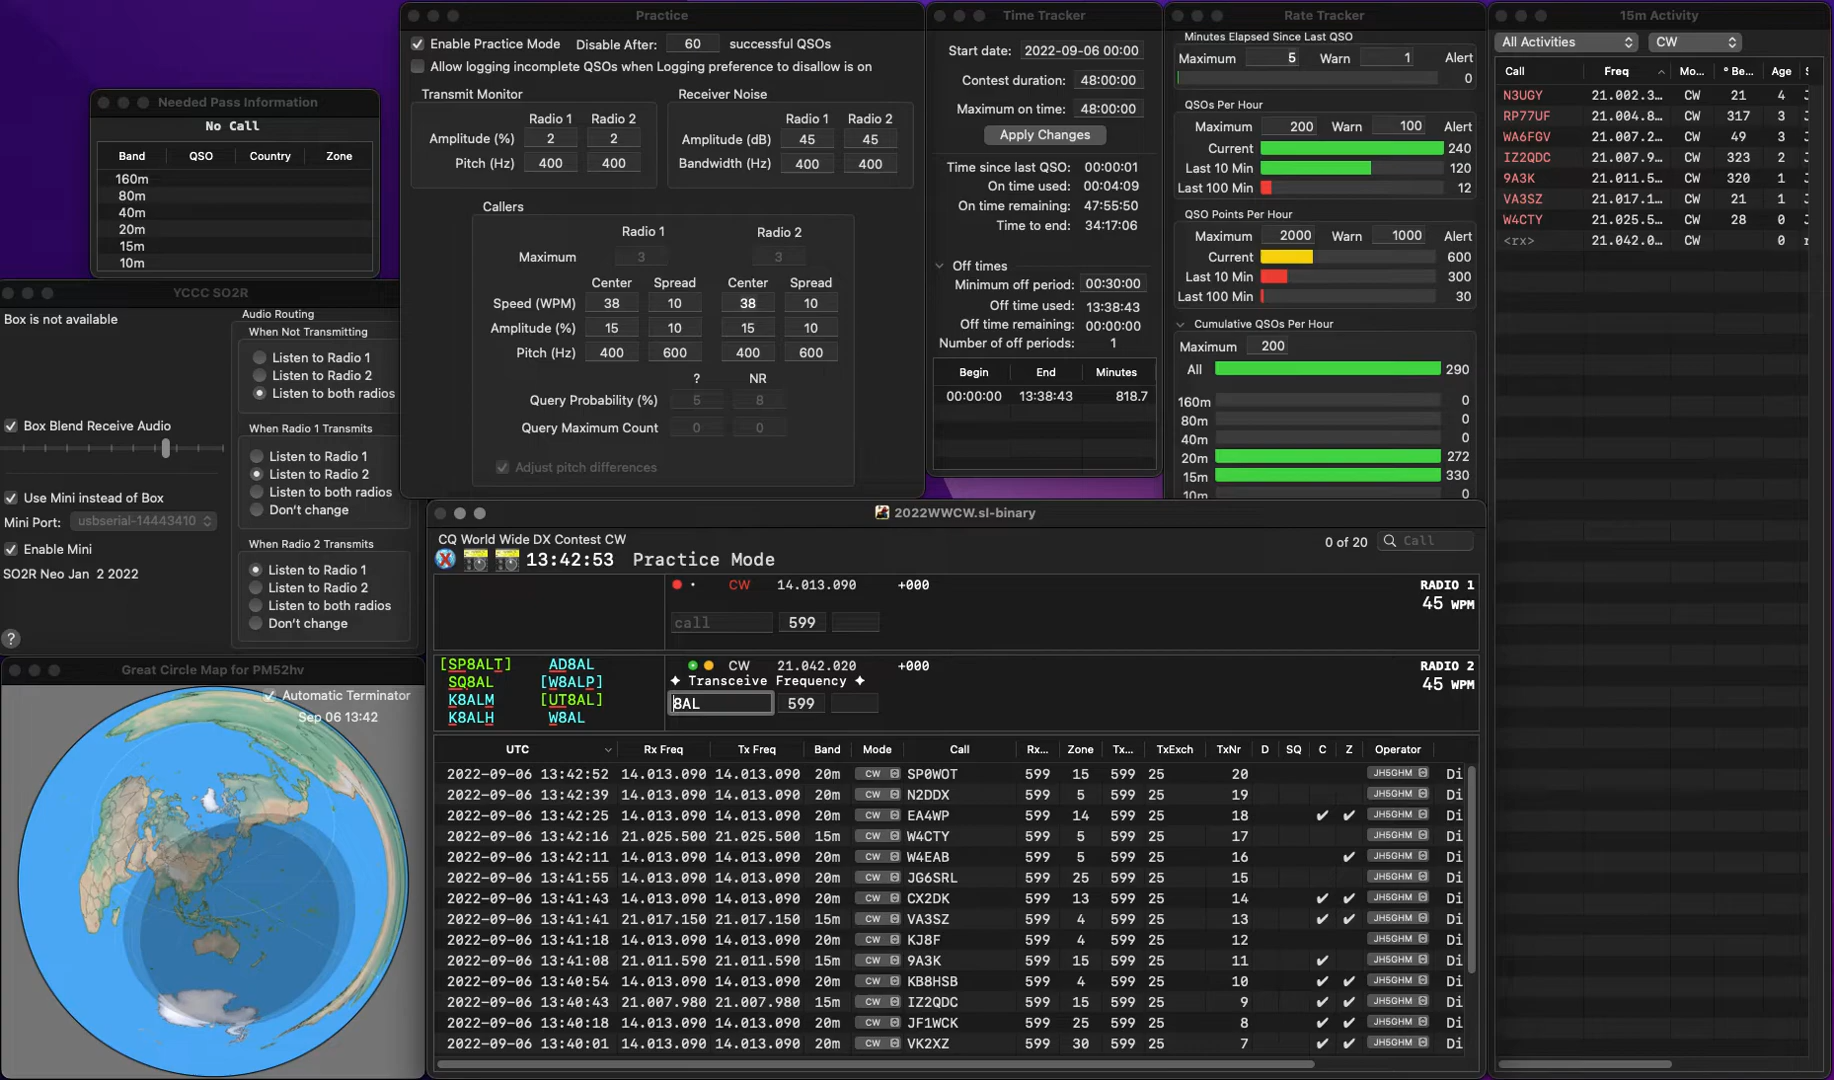 Needed Pass Information
No Call
Band QSO Country Zone
160m
80m
40m
20m
15m
10m
YCCC SO2R
Box is not available
Box Blend Receive Audio
Use Mini instead of Box
Mini Port: usbserial-14443410
Enable Mini
SO2R Neo Jan 2 2022
?
Audio Routing
When Not Transmitting
Listen to Radio 1
Listen to Radio 2
Listen to both radios
When Radio 1 Transmits
Listen to Radio 1
Listen to Radio 2
Listen to both radios
Don't change
When Radio 2 Transmits
Listen to Radio 1
Listen to Radio 2
Listen to both radios
Don't change
Great Circle Map for PM52hv
Automatic Terminator
Sep 06 13:42
Practice
Enable Practice Mode Disable After: 60 successful QSOs
Allow logging incomplete QSOs when Logging preference to disallow is on
Transmit Monitor
Radio 1 Radio 2
Amplitude (%) 2 2
Pitch (Hz) 400 400
Receiver Noise
Radio 1 Radio 2
Amplitude (dB) 45 45
Bandwidth (Hz) 400 400
Callers
Radio 1 Radio 2
Maximum 3 3
Center Spread Center Spread
Speed (WPM) 38 10 38 10
Amplitude (%) 15 10 15 10
Pitch (Hz) 400 600 400 600
? NR
Query Probability (%) 5 8
Query Maximum Count 0 0
Adjust pitch differences
Time Tracker
Start date: 2022-09-06 00:00
Contest duration: 48:00:00
Maximum on time: 48:00:00
Apply Changes
Time since last QSO: 00:00:01
On time used: 00:04:09
On time remaining: 47:55:50
Time to end: 34:17:06
Off times
Minimum off period: 00:30:00
Off time used: 13:38:43
Off time remaining: 00:00:00
Number of off periods: 1
Begin End Minutes
00:00:00 13:38:43 818.7
Rate Tracker
Minutes Elapsed Since Last QSO
Maximum 5 Warn 1 Alert
0
QSOs Per Hour
Maximum 200 Warn 100 Alert
Current 240
Last 10 Min 120
Last 100 Min 12
QSO Points Per Hour
Maximum 2000 Warn 1000 Alert
Current 600
Last 10 Min 300
Last 100 Min 30
Cumulative QSOs Per Hour
Maximum 200
All 290
160m 0
80m 0
40m 0
20m 272
15m 330
10m 0
15m Activity
All Activities CW
Call Freq Mo... ° Be... Age
N3UGY 21.002.3... CW 21 4
RP77UF 21.004.8... CW 317 3
WA6FGV 21.007.2... CW 49 3
IZ2QDC 21.007.9... CW 323 2
9A3K 21.011.5... CW 320 1
VA3SZ 21.017.1... CW 21 1
W4CTY 21.025.5... CW 28 0
<rx> 21.042.0... CW 0
2022WWCW.sl-binary
CQ World Wide DX Contest CW
0 of 20 Call
13:42:53 Practice Mode
CW 14.013.090 +000 RADIO 1
45 WPM
call 599
CW 21.042.020 +000 RADIO 2
Transceive Frequency 45 WPM
8AL 599
[SP8ALT] AD8AL
SQ8AL [W8ALP]
K8ALM [UT8AL]
K8ALH W8AL
UTC Rx Freq Tx Freq Band Mode Call Rx... Zone Tx... TxExch TxNr D SQ C Z Operator
2022-09-06 13:42:52 14.013.090 14.013.090 20m CW SP0WOT 599 15 599 25 20 JH5GHM Di
2022-09-06 13:42:39 14.013.090 14.013.090 20m CW N2DDX 599 5 599 25 19 JH5GHM Di
2022-09-06 13:42:25 14.013.090 14.013.090 20m CW EA4WP 599 14 599 25 18 ✔ ✔ JH5GHM Di
2022-09-06 13:42:16 21.025.500 21.025.500 15m CW W4CTY 599 5 599 25 17 JH5GHM Di
2022-09-06 13:42:11 14.013.090 14.013.090 20m CW W4EAB 599 5 599 25 16 ✔ JH5GHM Di
2022-09-06 13:41:55 14.013.090 14.013.090 20m CW JG6SRL 599 25 599 25 15 JH5GHM Di
2022-09-06 13:41:43 14.013.090 14.013.090 20m CW CX2DK 599 13 599 25 14 ✔ ✔ JH5GHM Di
2022-09-06 13:41:41 21.017.150 21.017.150 15m CW VA3SZ 599 4 599 25 13 ✔ ✔ JH5GHM Di
2022-09-06 13:41:18 14.013.090 14.013.090 20m CW KJ8F 599 4 599 25 12 JH5GHM Di
2022-09-06 13:41:08 21.011.590 21.011.590 15m CW 9A3K 599 15 599 25 11 ✔ JH5GHM Di
2022-09-06 13:40:54 14.013.090 14.013.090 20m CW KB8HSB 599 4 599 25 10 ✔ ✔ JH5GHM Di
2022-09-06 13:40:43 21.007.980 21.007.980 15m CW IZ2QDC 599 15 599 25 9 ✔ ✔ JH5GHM Di
2022-09-06 13:40:18 14.013.090 14.013.090 20m CW JF1WCK 599 25 599 25 8 ✔ ✔ JH5GHM Di
2022-09-06 13:40:01 14.013.090 14.013.090 20m CW VK2XZ 599 30 599 25 7 ✔ ✔ JH5GHM Di